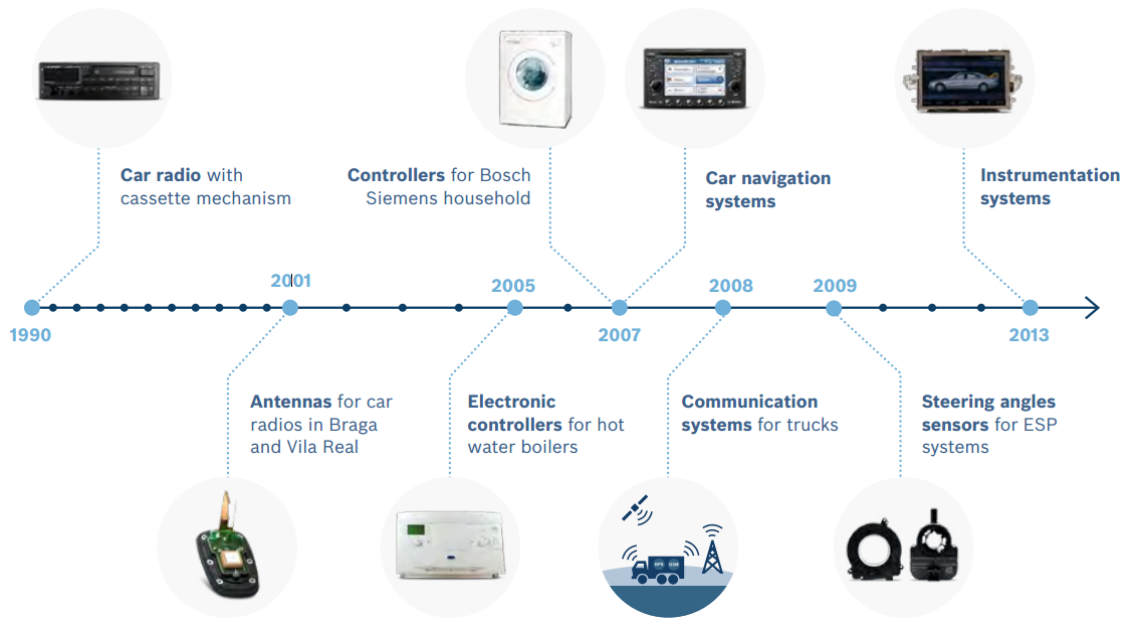 Car radio with
cassette mechanism
Controllers for Bosch
Siemens household
Car navigation
systems
Instrumentation
systems
1990
2001
2005
2007
2008
2009
2013
Antennas for car
radios in Braga
and Vila Real
Electronic
controllers for hot
water boilers
Communication
systems for trucks
Steering angles
sensors for ESP
systems